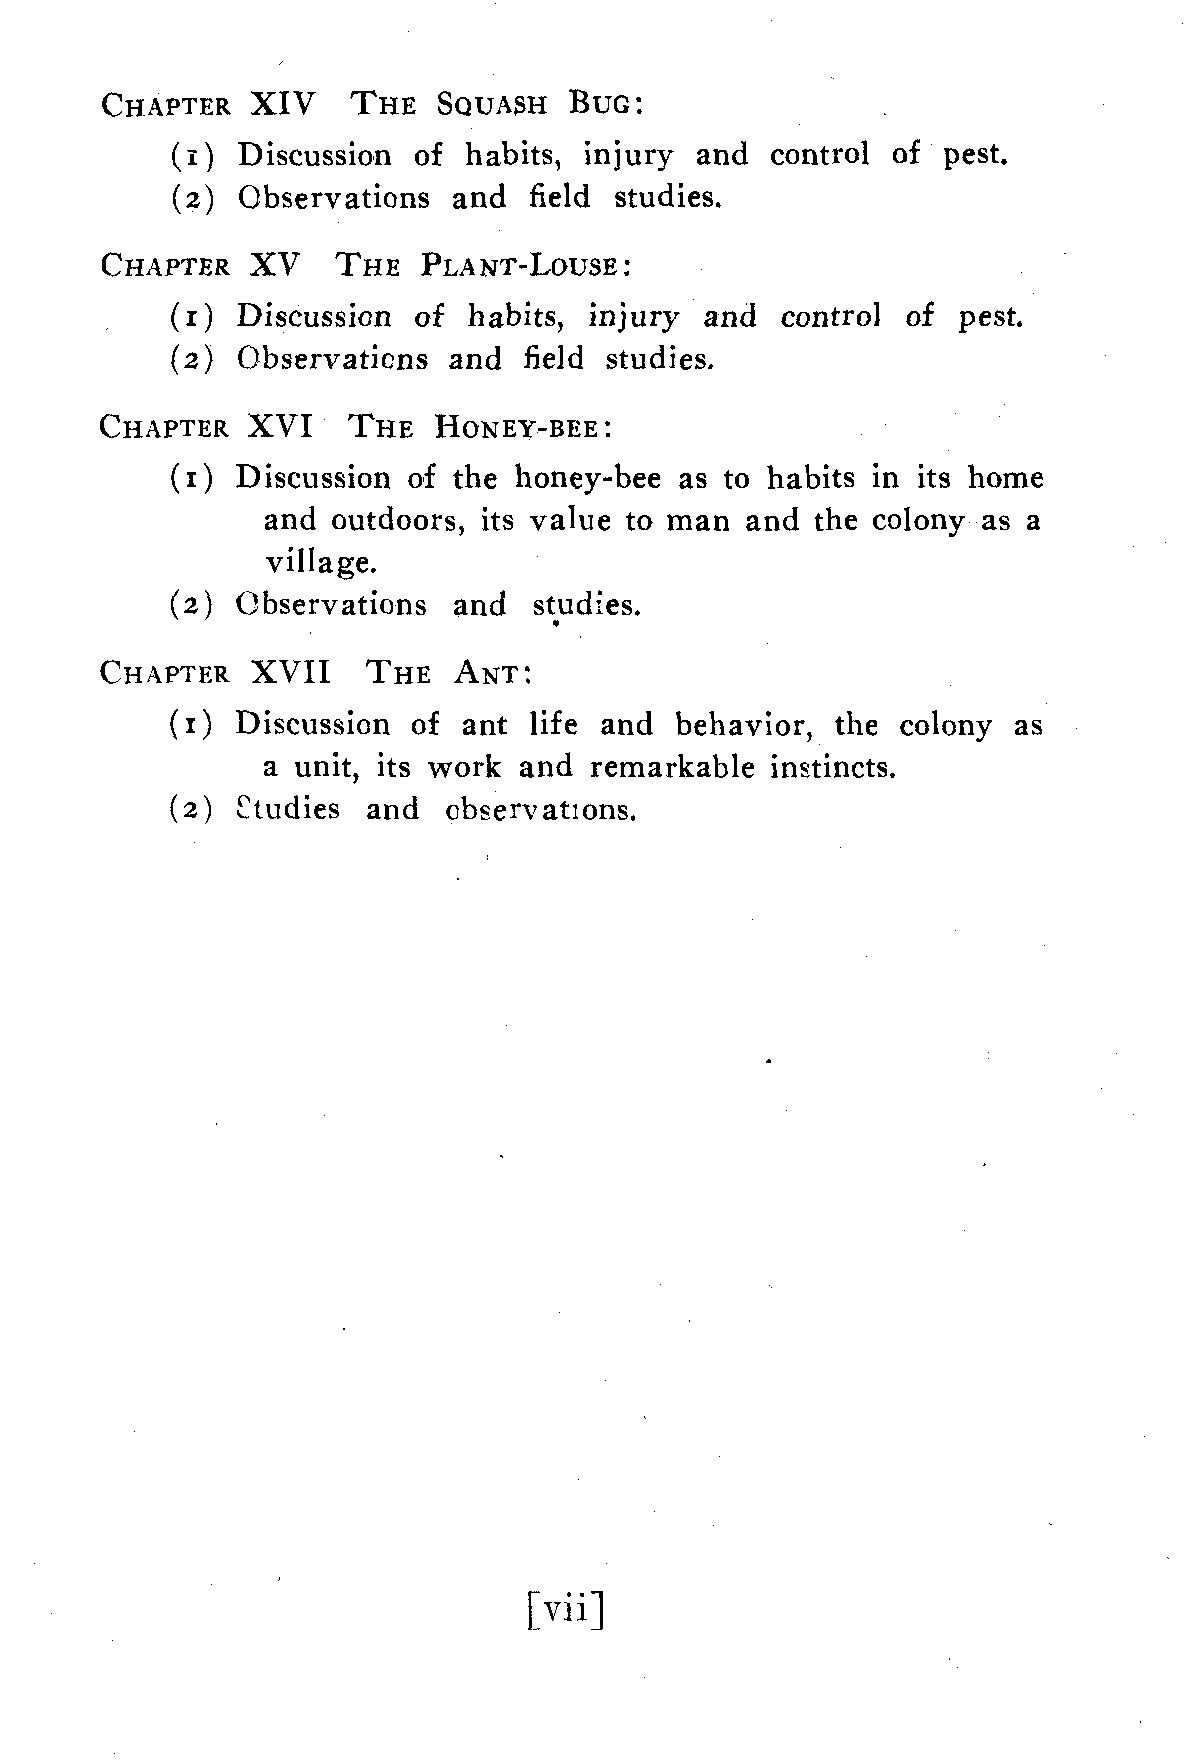 CHAPTER XIV THE SQUASH BUG:
(1) Discussion of habits, injury and control of pest.
(2) Observations and field studies.
CHAPTER XV THE PLANT-LOUSE:
(1) Discussion of habits, injury and control of pest.
(2) Observations and field studies.
CHAPTER XVI THE HONEY-BEE:
(1) Discussion of the honey-bee as to habits in its home
and outdoors, its value to man and the colony as a
village.
(2) Observations and studies.
CHAPTER XVII THE ANT:
(1) Discussion of ant life and behavior, the colony as
a unit, its work and remarkable instincts.
(2) Studies and observations.
[vii]